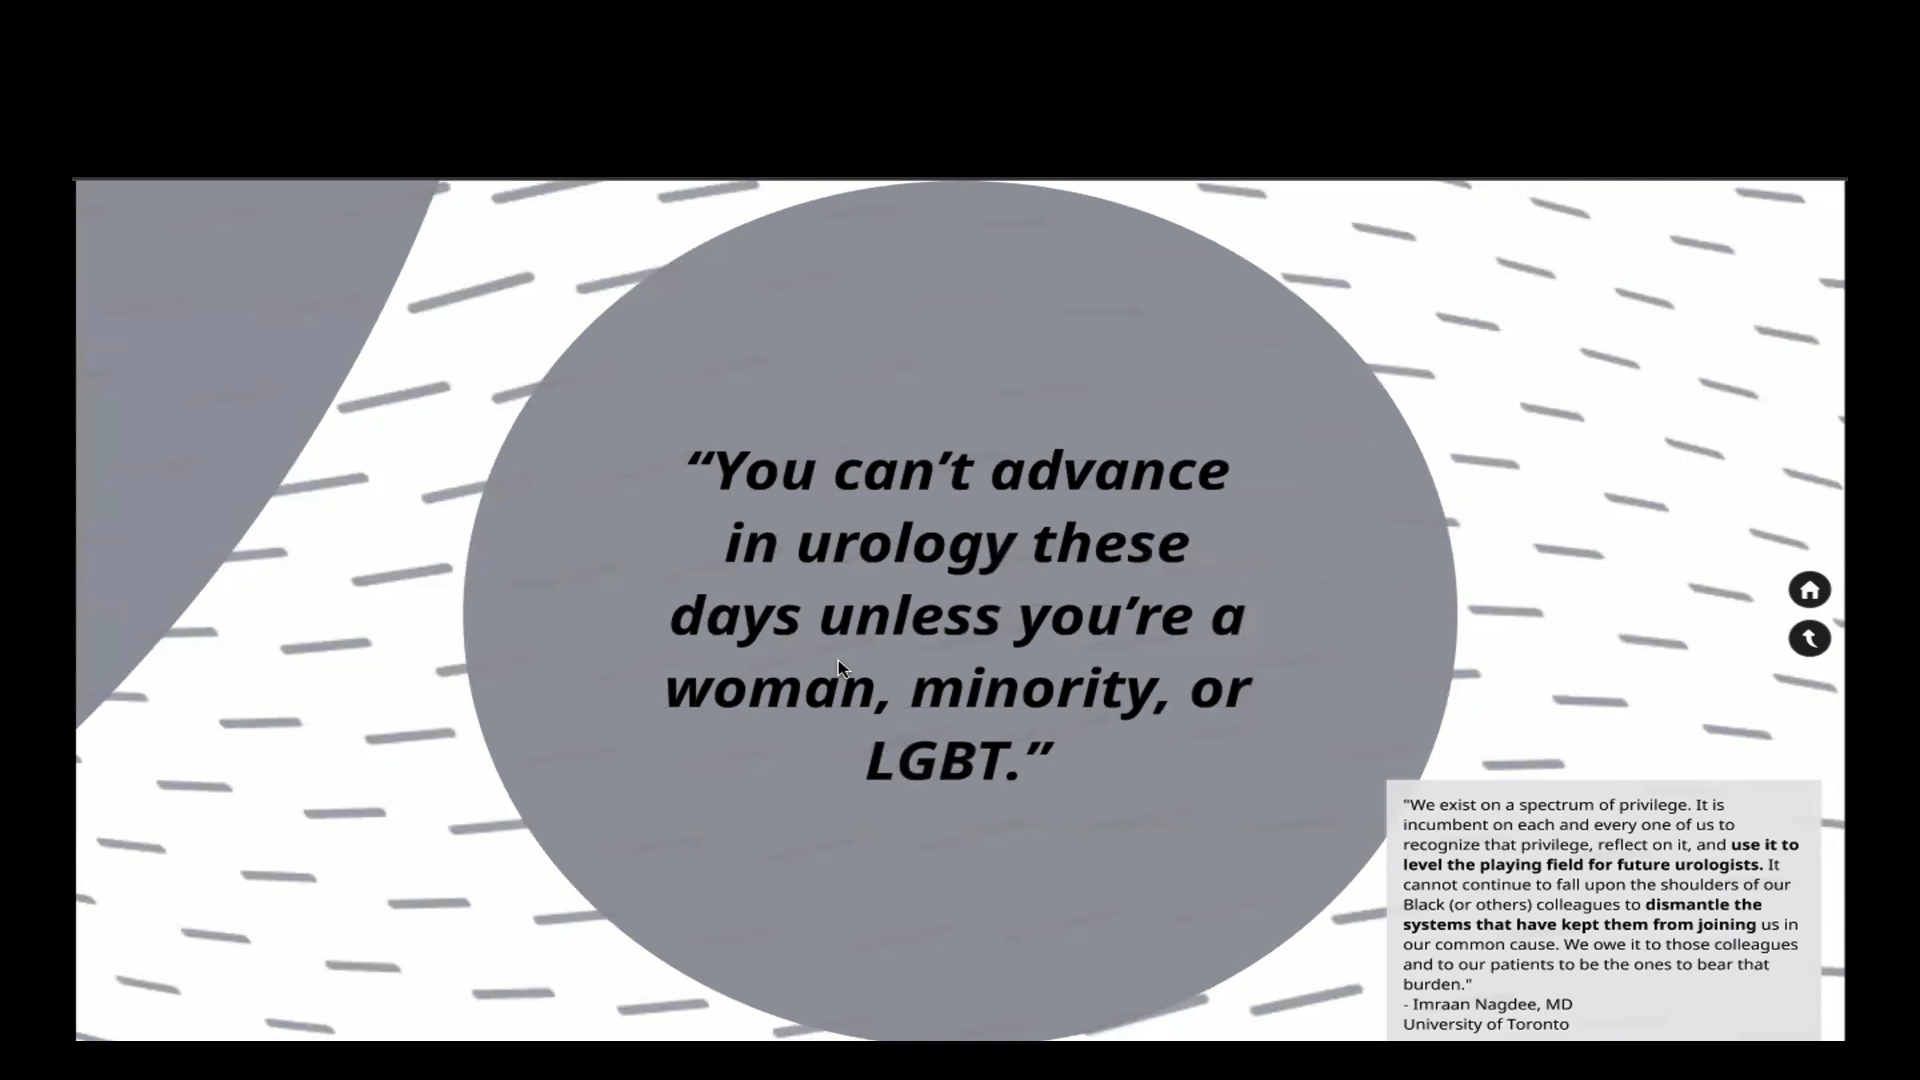 “You can’t advance
in urology these
days unless you’re a
woman, minority, or
LGBT.”
"We exist on a spectrum of privilege. It is
incumbent on each and every one of us to
recognize that privilege, reflect on it, and use it to
level the playing field for future urologists. It
cannot continue to fall upon the shoulders of our
Black (or others) colleagues to dismantle the
systems that have kept them from joining us in
our common cause. We owe it to those colleagues
and to our patients to be the ones to bear that
burden."
- Imraan Nagdee, MD
University of Toronto